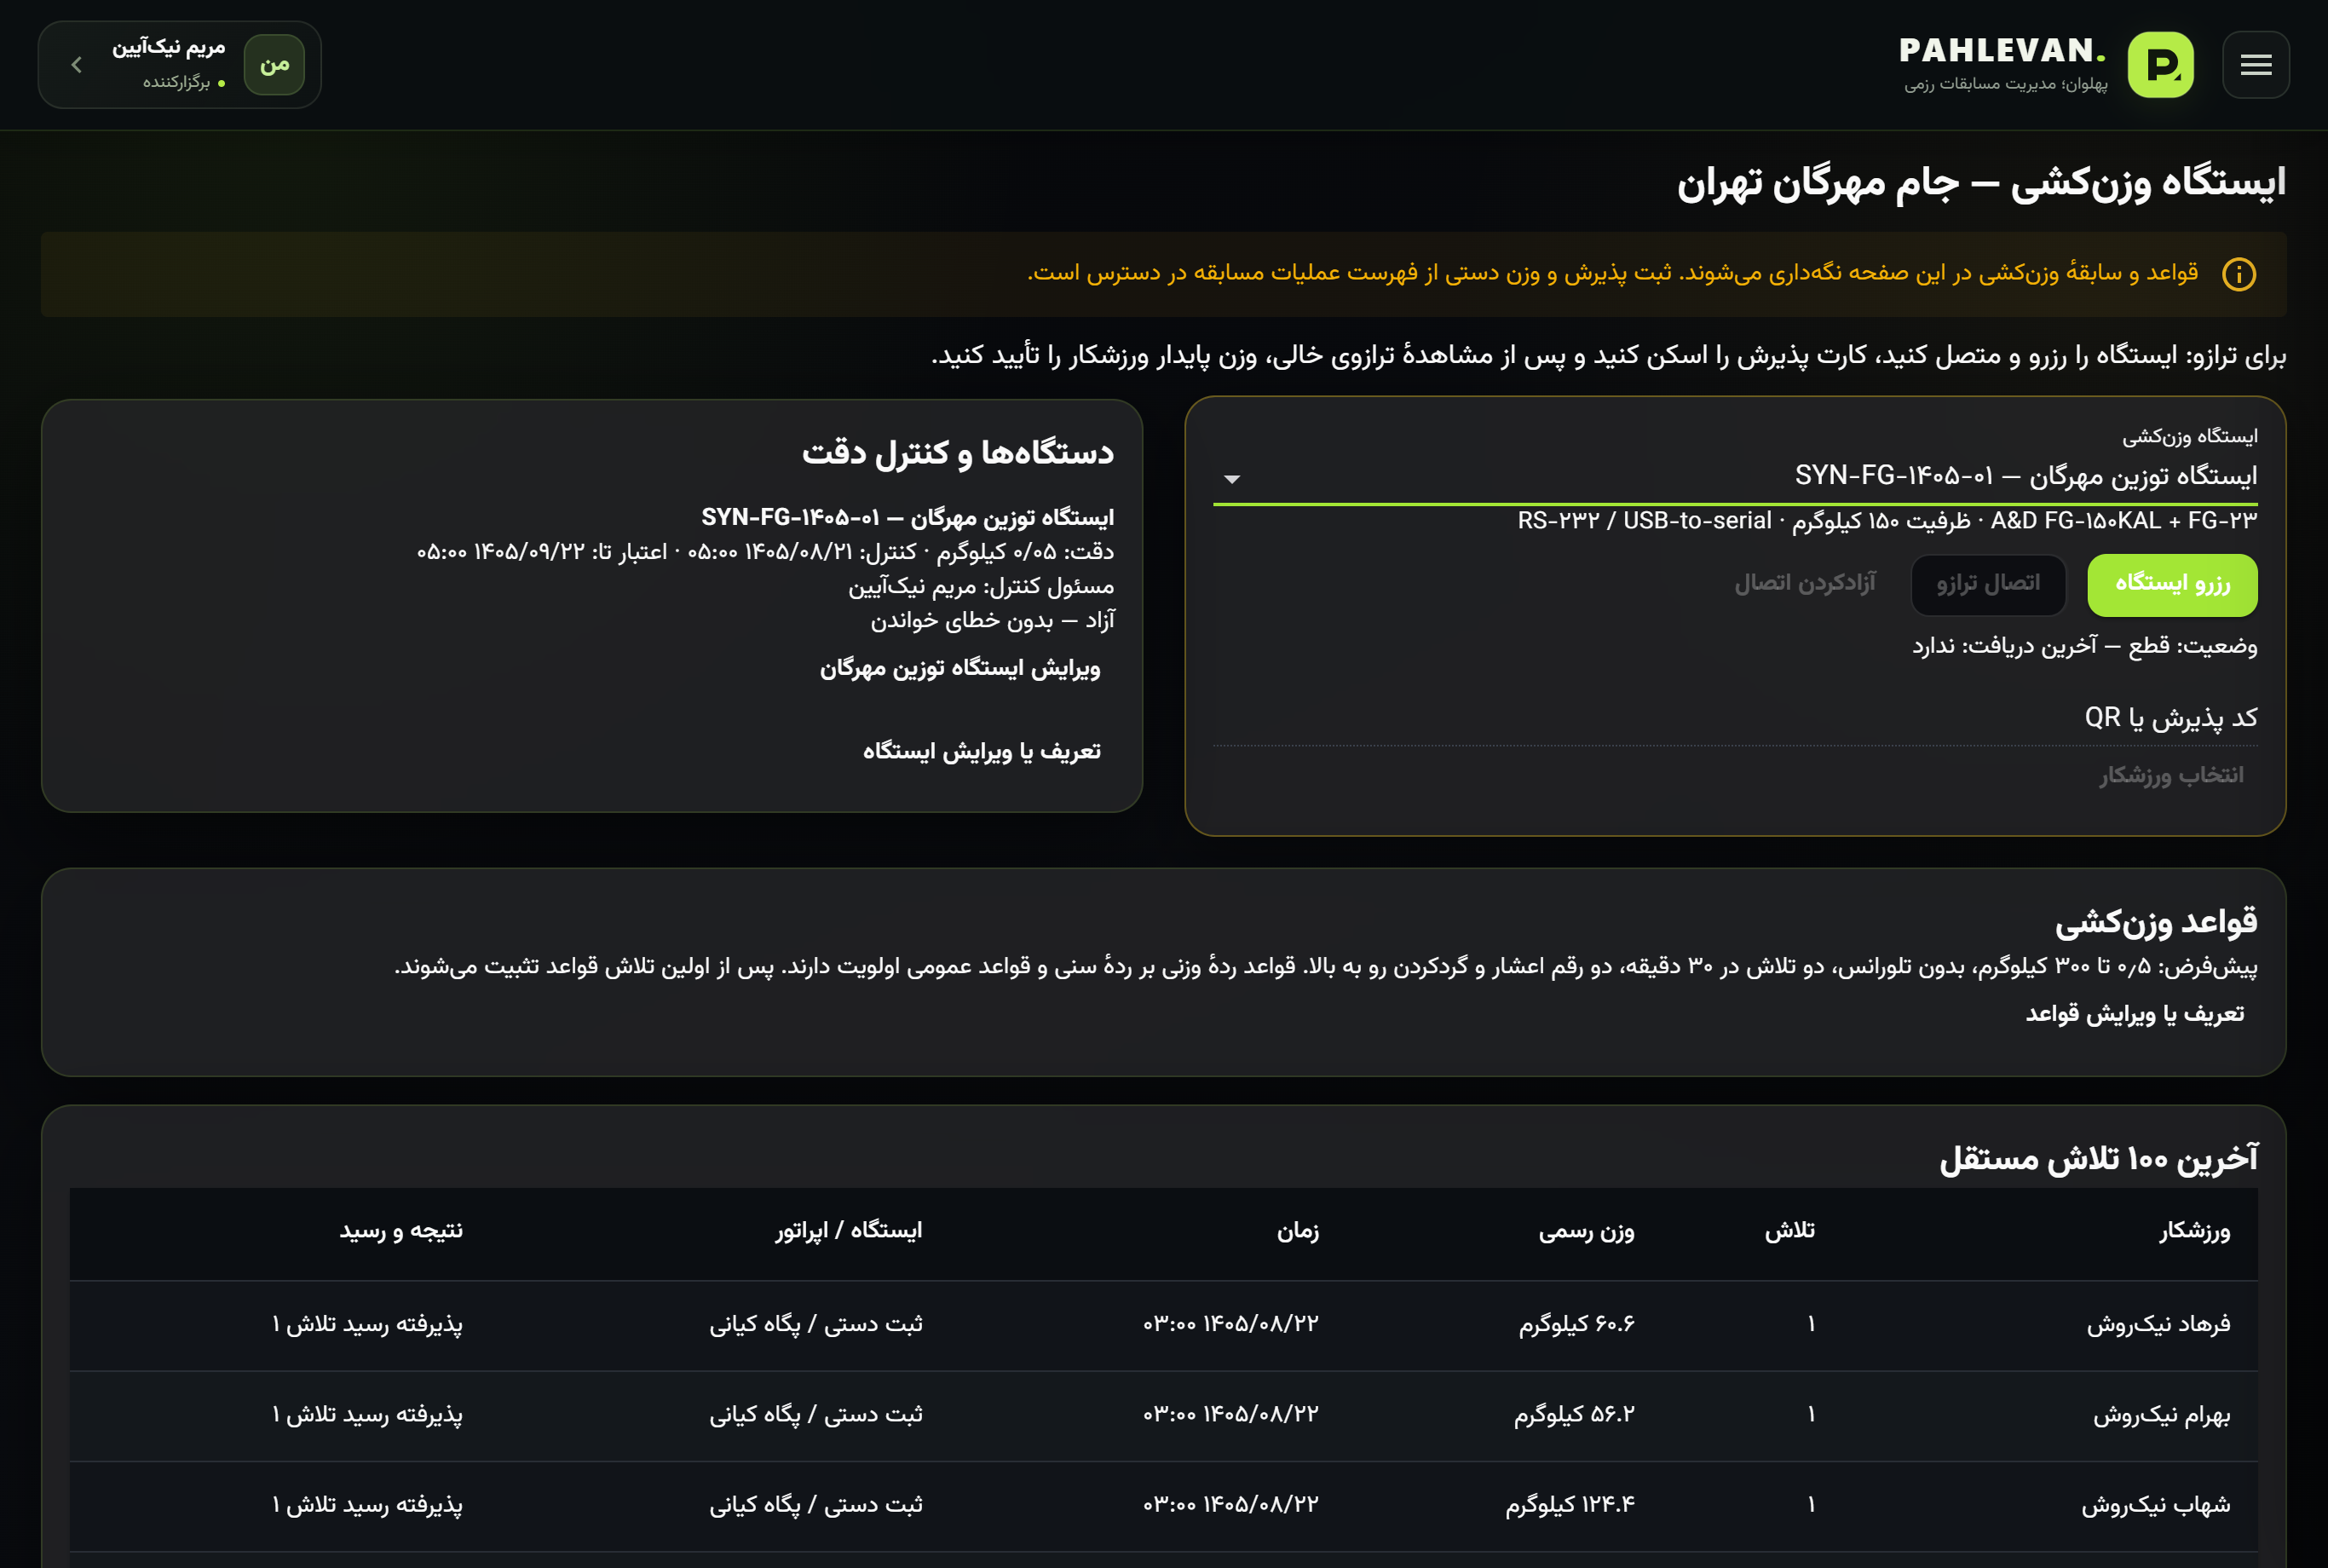 PAHLEVAN.
پهلوان؛ مدیریت مسابقات رزمی
من
مریم نیک‌آیین
برگزارکننده
ایستگاه وزن‌کشی — جام مهرگان تهران
قواعد و سابقهٔ وزن‌کشی در این صفحه نگه‌داری می‌شوند. ثبت پذیرش و وزن دستی از فهرست عملیات مسابقه در دسترس است.
برای ترازو: ایستگاه را رزرو و متصل کنید، کارت پذیرش را اسکن کنید و پس از مشاهدهٔ ترازوی خالی، وزن پایدار ورزشکار را تأیید کنید.
ایستگاه وزن‌کشی
ایستگاه توزین مهرگان — SYN-FG-۱۴۰۵-۰۱
A&D FG-۱۵۰KAL + FG-۲۳ · ظرفیت ۱۵۰ کیلوگرم · RS-۲۳۲ / USB-to-serial
رزرو ایستگاه
اتصال ترازو
آزادکردن اتصال
وضعیت: قطع — آخرین دریافت: ندارد
کد پذیرش یا QR
انتخاب ورزشکار
دستگاه‌ها و کنترل دقت
ایستگاه توزین مهرگان — SYN-FG-۱۴۰۵-۰۱
دقت: ۰/۰۵ کیلوگرم · کنترل: ۱۴۰۵/۰۸/۲۱ ۰۵:۰۰ · اعتبار تا: ۱۴۰۵/۰۹/۲۲ ۰۵:۰۰
مسئول کنترل: مریم نیک‌آیین
آزاد — بدون خطای خواندن
ویرایش ایستگاه توزین مهرگان
تعریف یا ویرایش ایستگاه
قواعد وزن‌کشی
پیش‌فرض: ۰٫۵ تا ۳۰۰ کیلوگرم، بدون تلورانس، دو تلاش در ۳۰ دقیقه، دو رقم اعشار و گردکردن رو به بالا. قواعد ردهٔ وزنی بر ردهٔ سنی و قواعد عمومی اولویت دارند. پس از اولین تلاش قواعد تثبیت می‌شوند.
تعریف یا ویرایش قواعد
آخرین ۱۰۰ تلاش مستقل
ورزشکار تلاش وزن رسمی زمان ایستگاه / اپراتور نتیجه و رسید
فرهاد نیک‌روش ۱ ۶۰.۶ کیلوگرم ۱۴۰۵/۰۸/۲۲ ۰۳:۰۰ ثبت دستی / پگاه کیانی پذیرفته رسید تلاش ۱
بهرام نیک‌روش ۱ ۵۶.۲ کیلوگرم ۱۴۰۵/۰۸/۲۲ ۰۳:۰۰ ثبت دستی / پگاه کیانی پذیرفته رسید تلاش ۱
شهاب نیک‌روش ۱ ۱۲۴.۴ کیلوگرم ۱۴۰۵/۰۸/۲۲ ۰۳:۰۰ ثبت دستی / پگاه کیانی پذیرفته رسید تلاش ۱